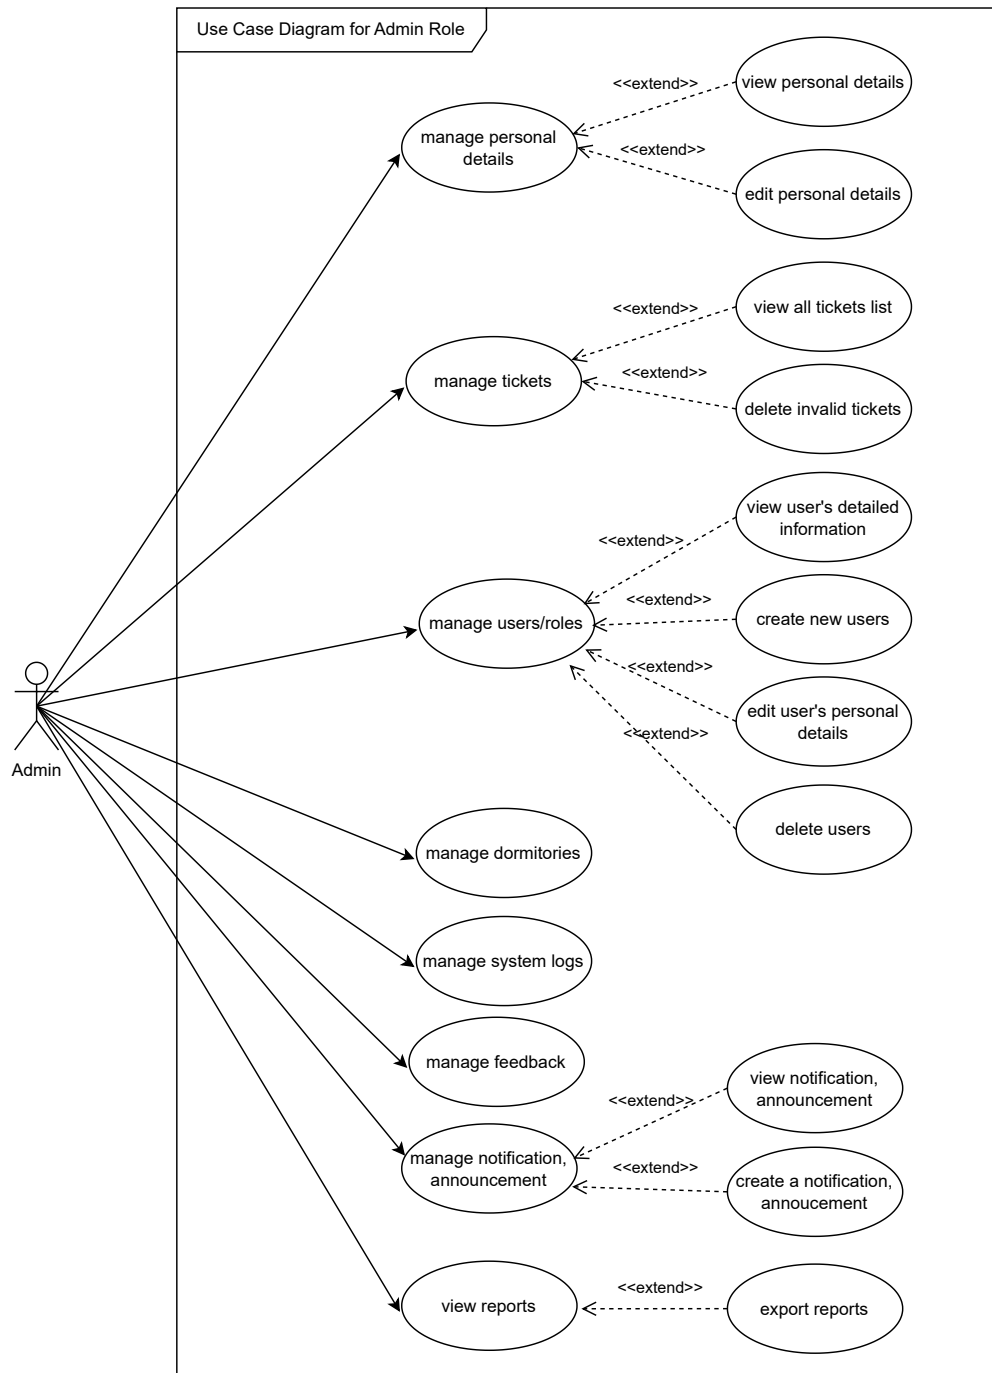 Use Case Diagram for Admin Role
<<extend>>
view personal details
manage personal
details
<<extend>>
edit personal details
<<extend>>
view all tickets list
manage tickets
<<extend>>
delete invalid tickets
view user's detailed
information
<<extend>>
manage users/roles
<<extend>>
create new users
<<extend>>
edit user's personal
details
<<extend>>
delete users
Admin
manage dormitories
manage system logs
manage feedback
view notification,
announcement
<<extend>>
manage notification,
announcement
<<extend>>
create a notification,
annoucement
view reports
<<extend>>
export reports